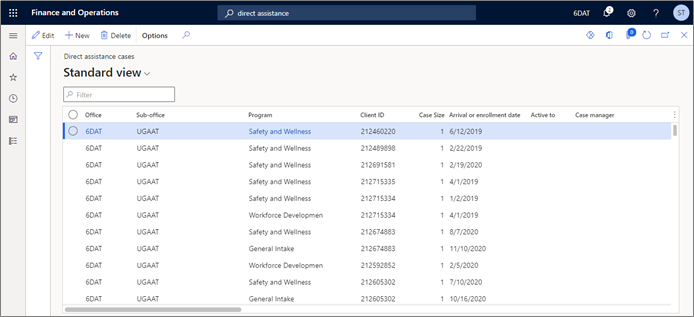 Finance and Operations direct assistance 6DAT 2 ? ST
Edit + New Delete Options 0
Direct assistance cases
Standard view
Filter
Office Sub-office Program Client ID Case Size Arrival or enrollment date Active to Case manager
6DAT UGAAT Safety and Wellness 212460220 1 6/12/2019
6DAT UGAAT Safety and Wellness 212489898 1 2/22/2019
6DAT UGAAT Safety and Wellness 212691581 1 2/19/2020
6DAT UGAAT Safety and Wellness 212715335 1 4/1/2019
6DAT UGAAT Safety and Wellness 212715334 1 1/2/2019
6DAT UGAAT Workforce Developmen 212715334 1 4/1/2019
6DAT UGAAT Safety and Wellness 212674883 1 8/7/2020
6DAT UGAAT General Intake 212674883 1 11/10/2020
6DAT UGAAT Workforce Developmen 212592852 1 2/5/2020
6DAT UGAAT Safety and Wellness 212605302 1 7/10/2020
6DAT UGAAT General Intake 212605302 1 10/16/2020